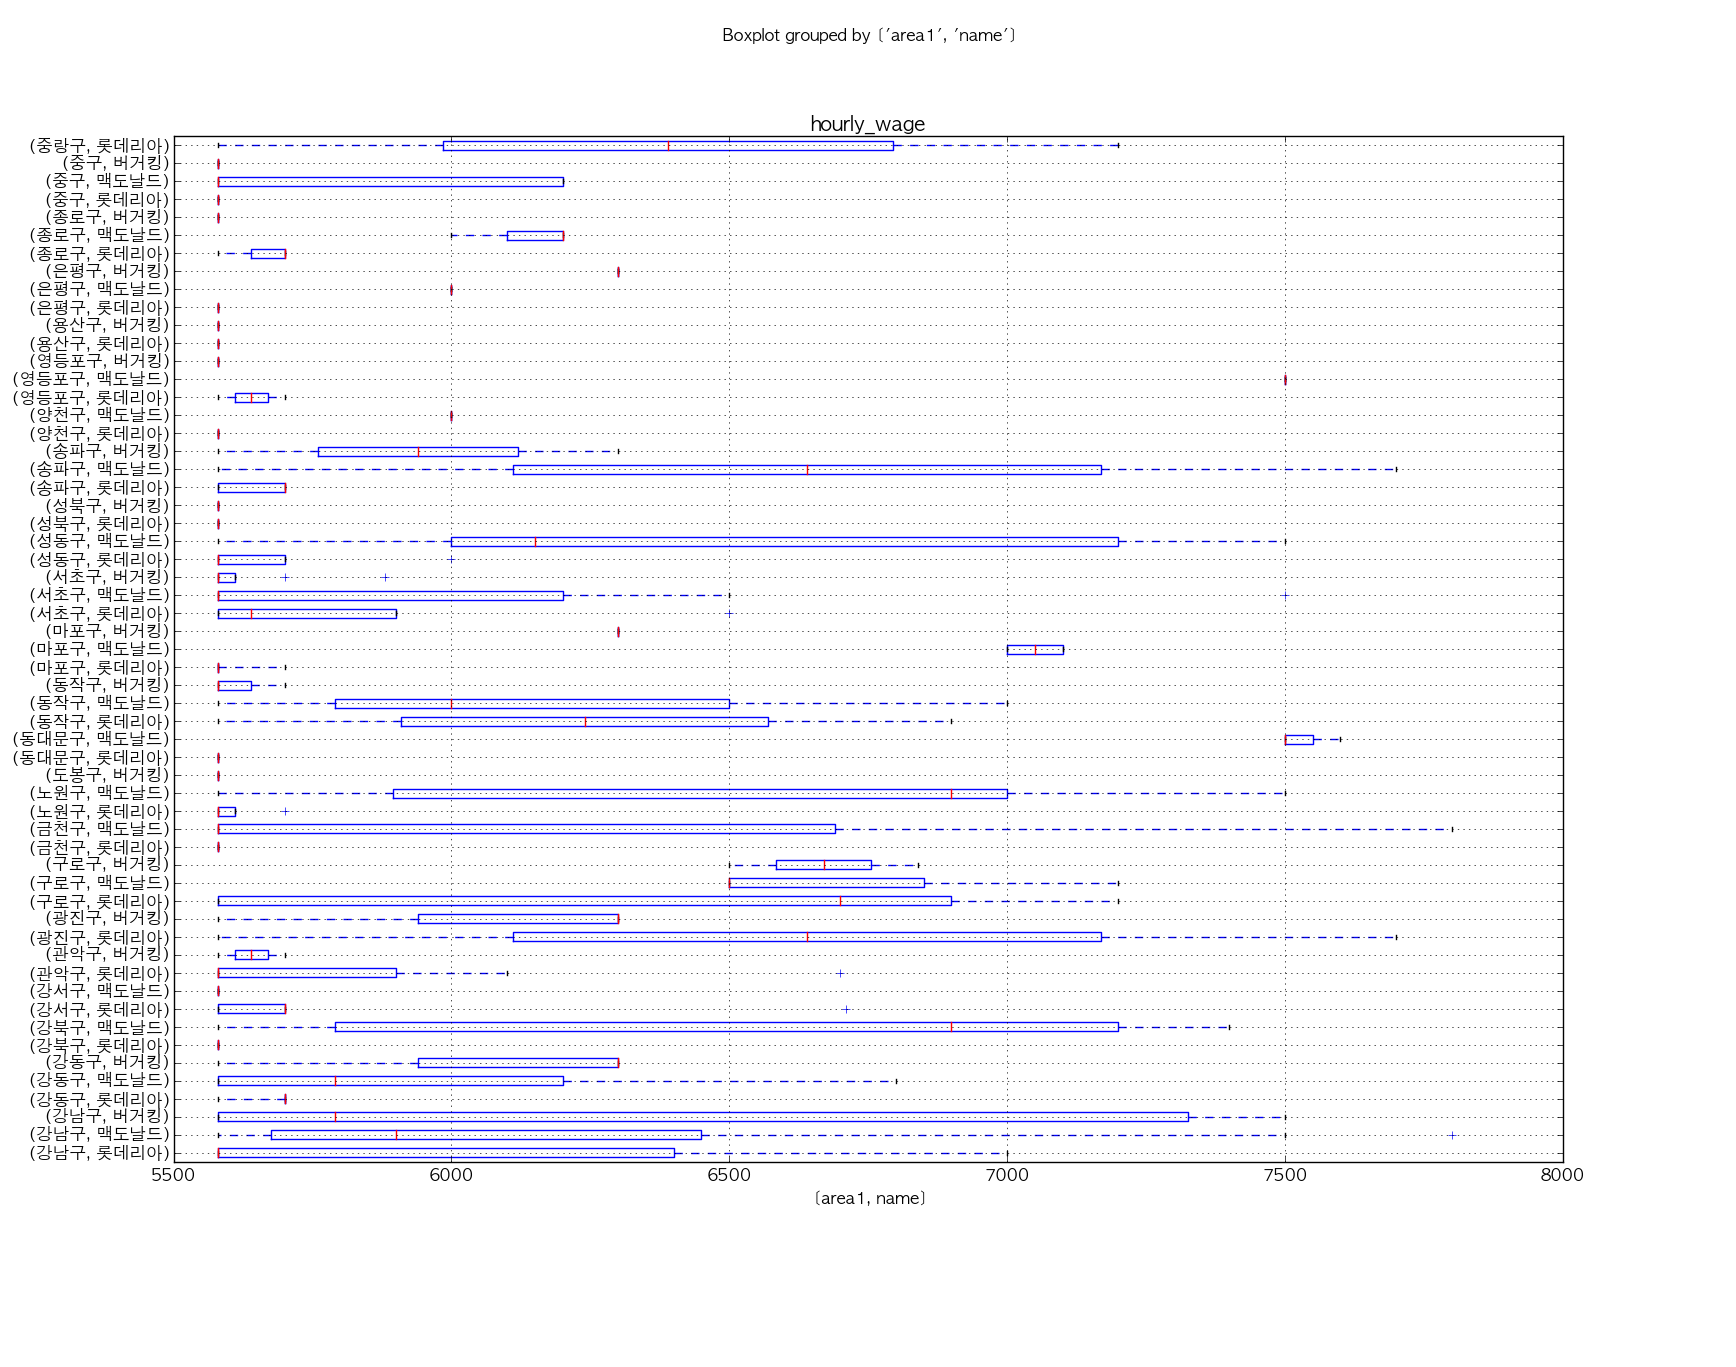 Boxplot grouped by ['area1', 'name']
hourly_wage
(중랑구, 롯데리아)
(중구, 버거킹)
(중구, 맥도날드)
(중구, 롯데리아)
(종로구, 버거킹)
(종로구, 맥도날드)
(종로구, 롯데리아)
(은평구, 버거킹)
(은평구, 맥도날드)
(은평구, 롯데리아)
(용산구, 버거킹)
(용산구, 롯데리아)
(영등포구, 버거킹)
(영등포구, 맥도날드)
(영등포구, 롯데리아)
(양천구, 맥도날드)
(양천구, 롯데리아)
(송파구, 버거킹)
(송파구, 맥도날드)
(송파구, 롯데리아)
(성북구, 버거킹)
(성북구, 롯데리아)
(성동구, 맥도날드)
(성동구, 롯데리아)
(서초구, 버거킹)
(서초구, 맥도날드)
(서초구, 롯데리아)
(마포구, 버거킹)
(마포구, 맥도날드)
(마포구, 롯데리아)
(동작구, 버거킹)
(동작구, 맥도날드)
(동작구, 롯데리아)
(동대문구, 맥도날드)
(동대문구, 롯데리아)
(도봉구, 버거킹)
(노원구, 맥도날드)
(노원구, 롯데리아)
(금천구, 맥도날드)
(금천구, 롯데리아)
(구로구, 버거킹)
(구로구, 맥도날드)
(구로구, 롯데리아)
(광진구, 버거킹)
(광진구, 롯데리아)
(관악구, 버거킹)
(관악구, 롯데리아)
(강서구, 맥도날드)
(강서구, 롯데리아)
(강북구, 맥도날드)
(강북구, 롯데리아)
(강동구, 버거킹)
(강동구, 맥도날드)
(강동구, 롯데리아)
(강남구, 버거킹)
(강남구, 맥도날드)
(강남구, 롯데리아)
5500 6000 6500 7000 7500 8000
[area1, name]